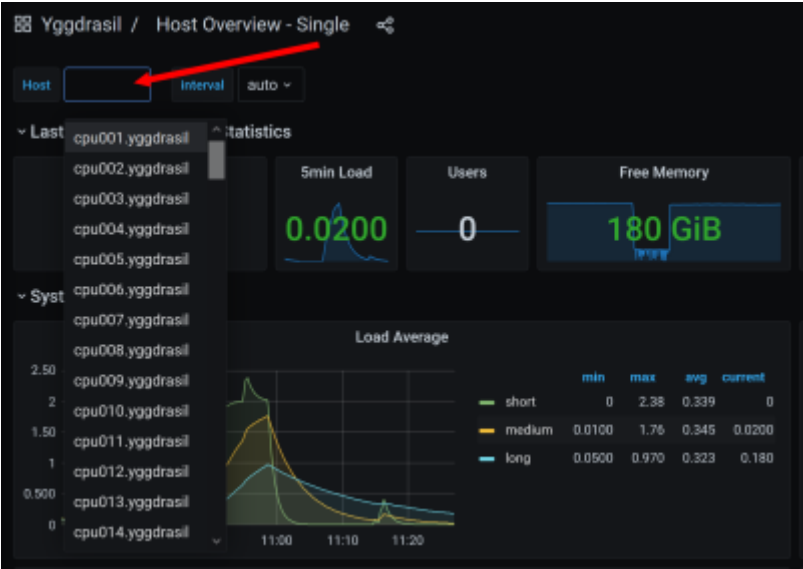 Yggdrasil / Host Overview - Single
Host Interval auto
Last tatistics
cpu001.yggdrasil
cpu002.yggdrasil
cpu003.yggdrasil
cpu004.yggdrasil
cpu005.yggdrasil
cpu006.yggdrasil
cpu007.yggdrasil
cpu008.yggdrasil
cpu009.yggdrasil
cpu010.yggdrasil
cpu011.yggdrasil
cpu012.yggdrasil
cpu013.yggdrasil
cpu014.yggdrasil
5min Load Users Free Memory
0.0200 0 180 GiB
Syst
Load Average
2.50
2
1.50
1
0.500
0
11:00 11:10 11:20
min max avg current
short 0 2.38 0.339 0
medium 0.0100 1.76 0.345 0.0200
long 0.0500 0.970 0.323 0.180